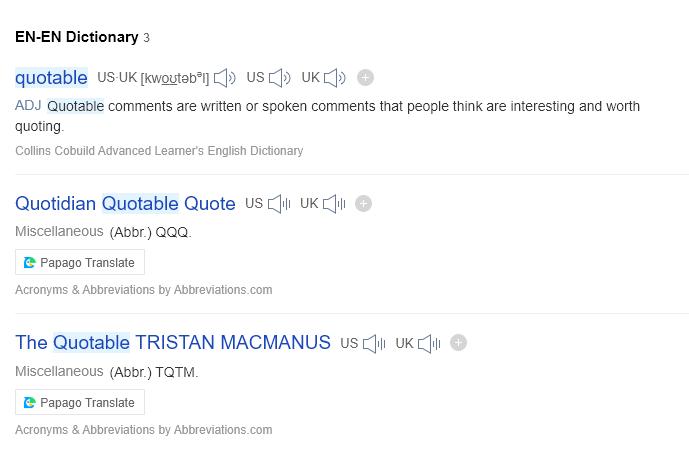 EN-EN Dictionary 3
quotable US·UK [kwoʊtəbᵊl] US UK
ADJ Quotable comments are written or spoken comments that people think are interesting and worth
quoting.
Collins Cobuild Advanced Learner's English Dictionary
Quotidian Quotable Quote US UK
Miscellaneous (Abbr.) QQQ.
Papago Translate
Acronyms & Abbreviations by Abbreviations.com
The Quotable TRISTAN MACMANUS US UK
Miscellaneous (Abbr.) TQTM.
Papago Translate
Acronyms & Abbreviations by Abbreviations.com